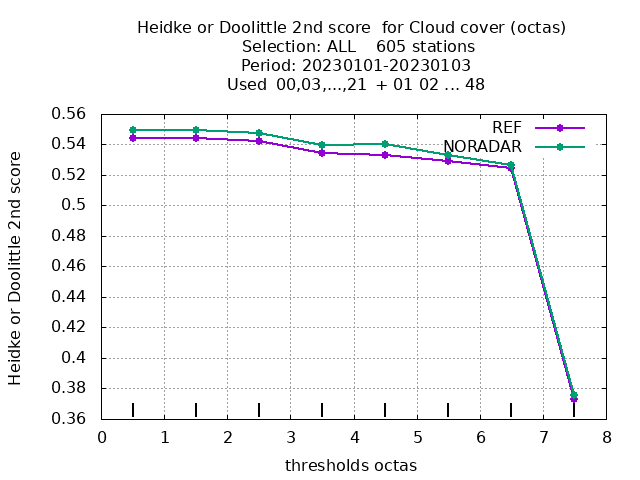 Heidke or Doolittle 2nd score  for Cloud cover (octas)
Selection: ALL    605 stations
Period: 20230101-20230103
Used  00,03,...,21  + 01 02 ... 48
REF
NORADAR
Heidke or Doolittle 2nd score
0.56
0.54
0.52
0.5
0.48
0.46
0.44
0.42
0.4
0.38
0.36
0 1 2 3 4 5 6 7 8
thresholds octas